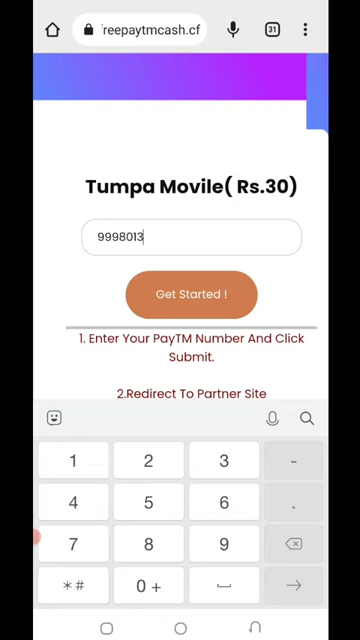 reepaytmcash.cf
31
Tumpa Movile( Rs.30)
9998013
Get Started !
1. Enter Your PayTM Number And Click
Submit.
2.Redirect To Partner Site
1 2 3 -
4 5 6 .
7 8 9
*# 0 +